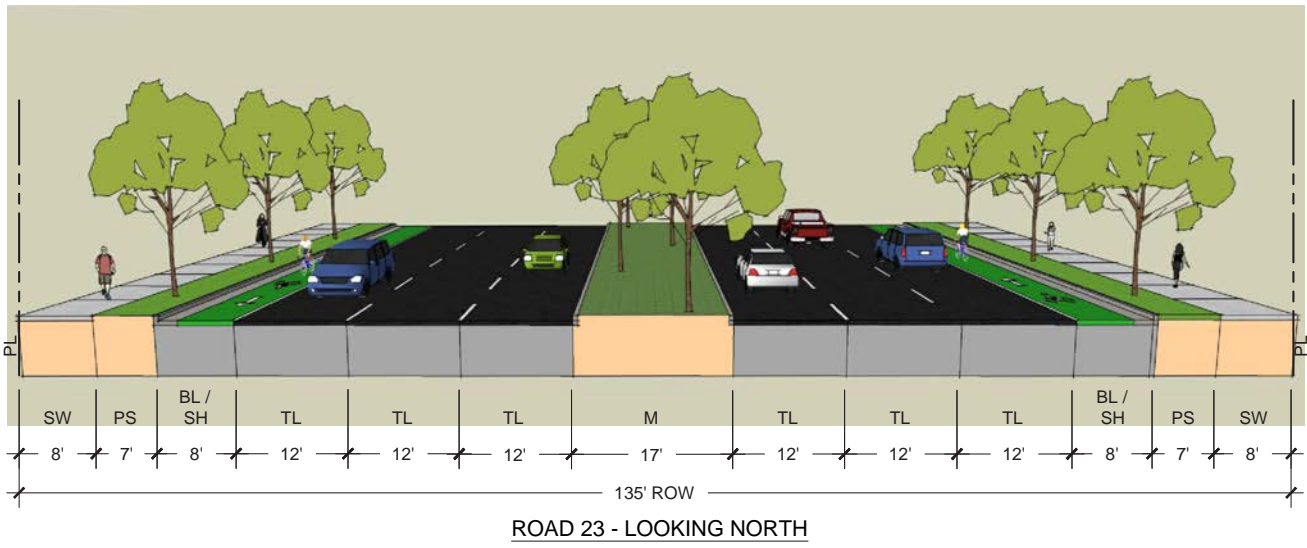 PL
PL
SW PS BL / SH TL TL TL M TL TL TL BL / SH PS SW
8' 7' 8' 12' 12' 12' 17' 12' 12' 12' 8' 7' 8'
135' ROW
ROAD 23 - LOOKING NORTH